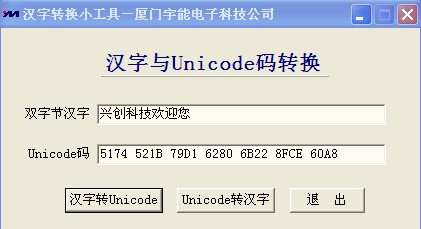 汉字转换小工具－厦门宇能电子科技公司
汉字与Unicode码转换
双字节汉字 兴创科技欢迎您
Unicode码 5174 521B 79D1 6280 6B22 8FCE 60A8
汉字转Unicode Unicode转汉字 退 出